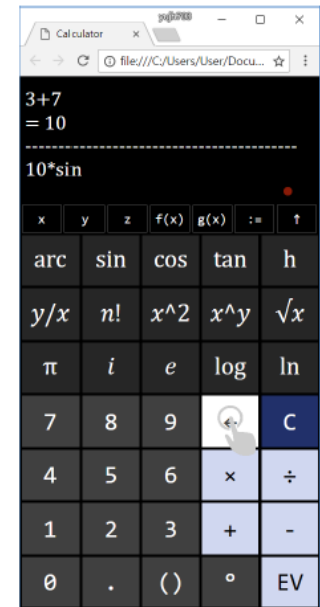 Calculator
file:///C:/Users/User/Docu...
3+7
= 10
10*sin
x y z f(x) g(x) := ↑
arc sin cos tan h
y/x n! x^2 x^y √x
π i e log ln
7 8 9 ← C
4 5 6 × ÷
1 2 3 + -
0 . () ° EV